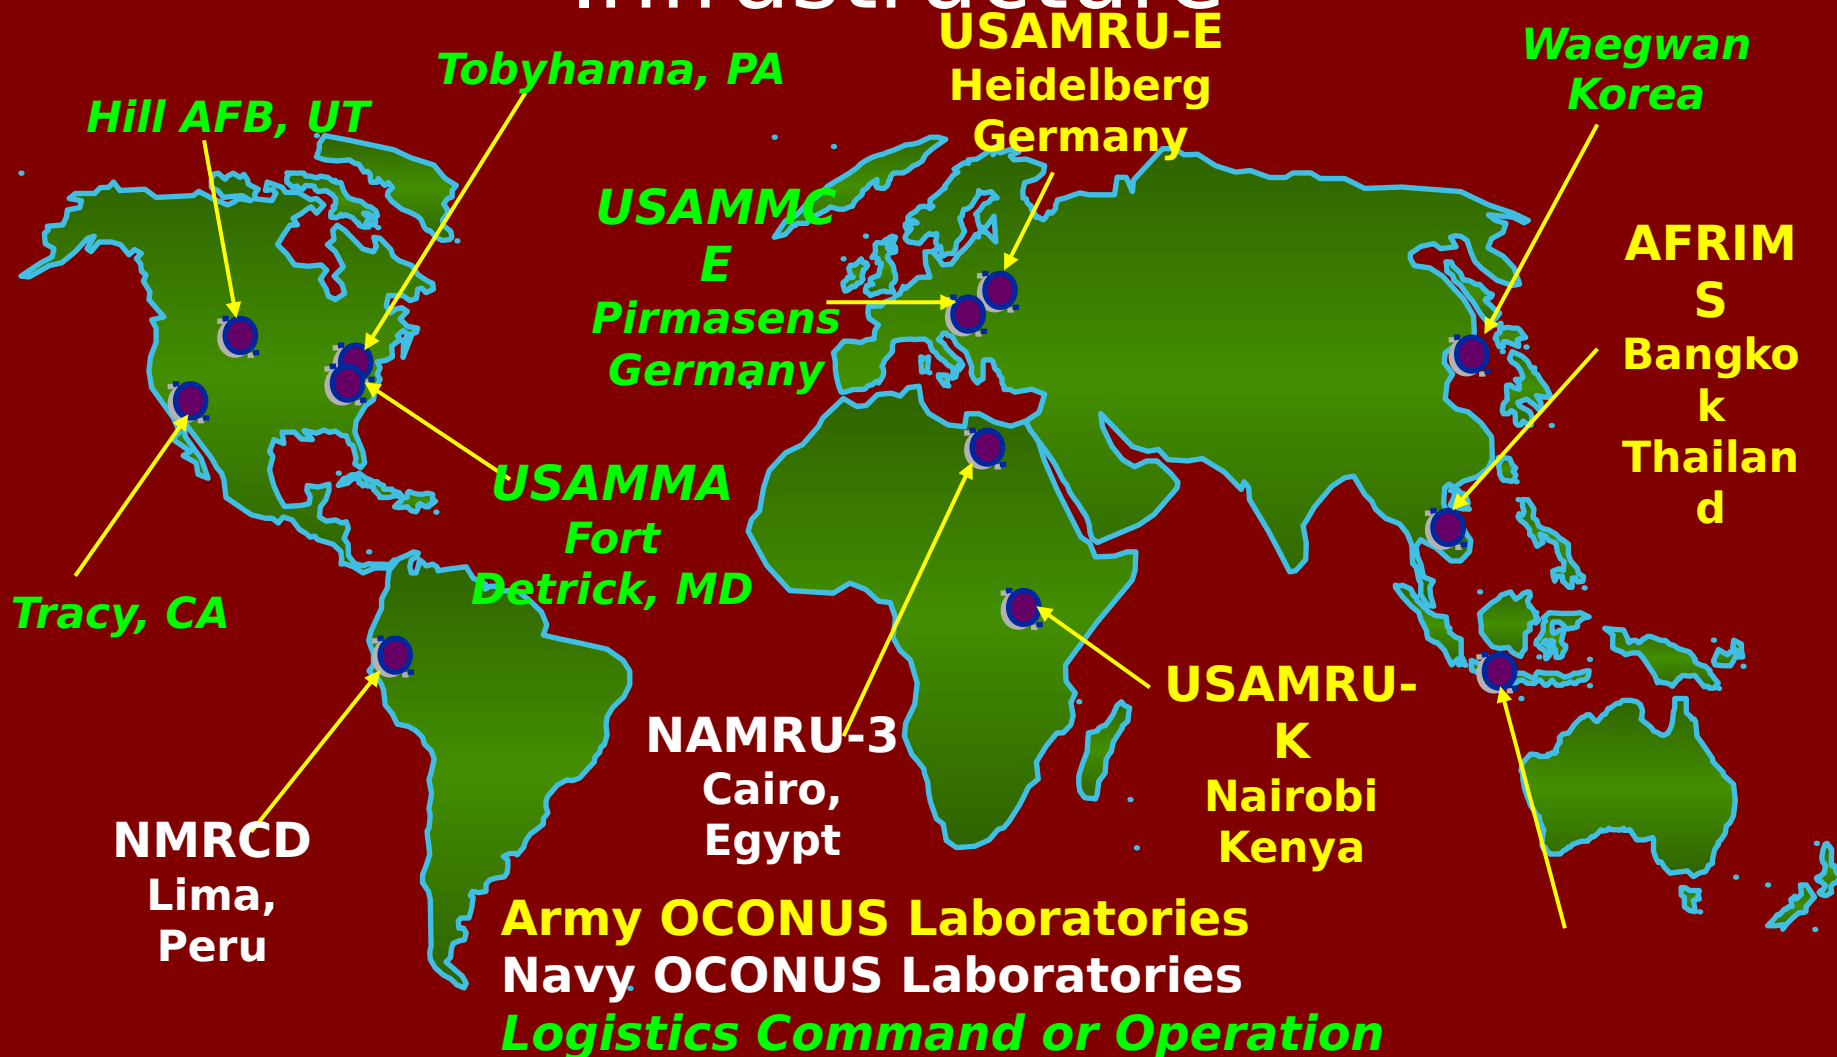 Infrastructure
Tobyhanna, PA
Hill AFB, UT
USAMRU-E
Heidelberg
Germany
Waegwan
Korea
USAMMC
E
Pirmasens
Germany
AFRIM
S
Bangko
k
Thailan
d
USAMMA
Fort
Detrick, MD
Tracy, CA
USAMRU-
K
Nairobi
Kenya
NAMRU-3
Cairo,
Egypt
NMRCD
Lima,
Peru
Army OCONUS Laboratories
Navy OCONUS Laboratories
Logistics Command or Operation